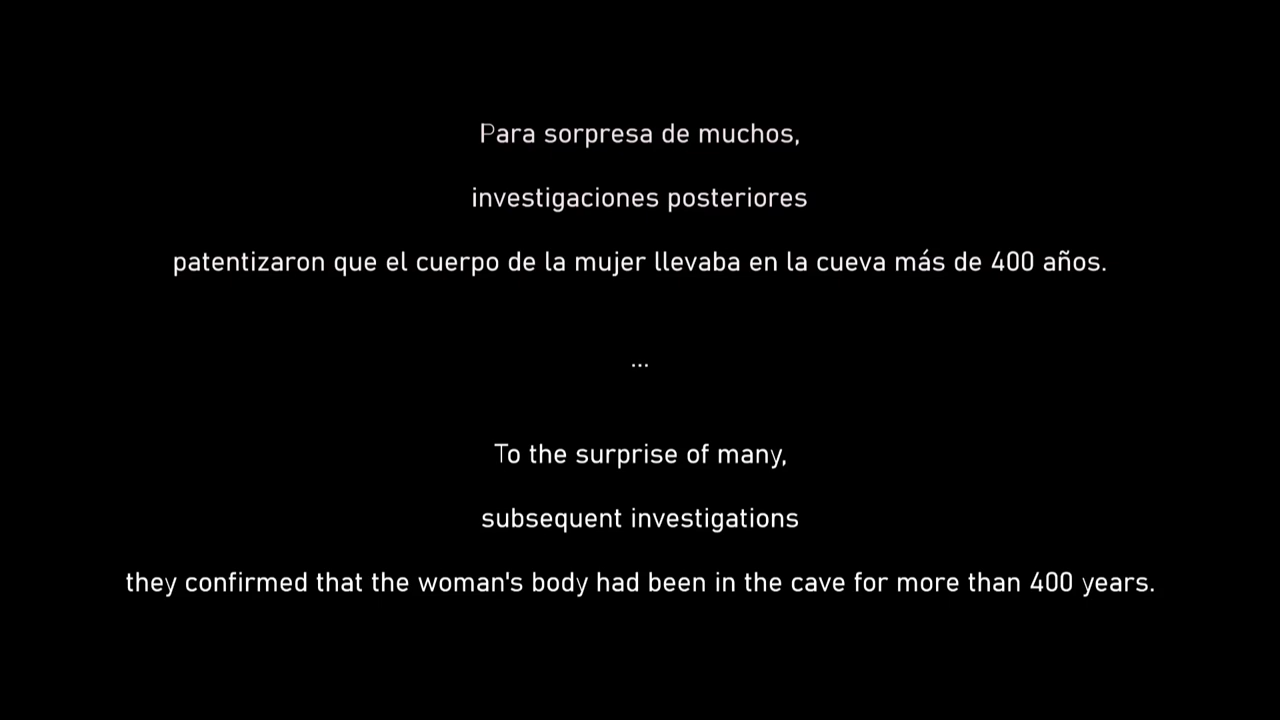 Para sorpresa de muchos,
investigaciones posteriores
patentizaron que el cuerpo de la mujer llevaba en la cueva más de 400 años.
...
To the surprise of many,
subsequent investigations
they confirmed that the woman's body had been in the cave for more than 400 years.